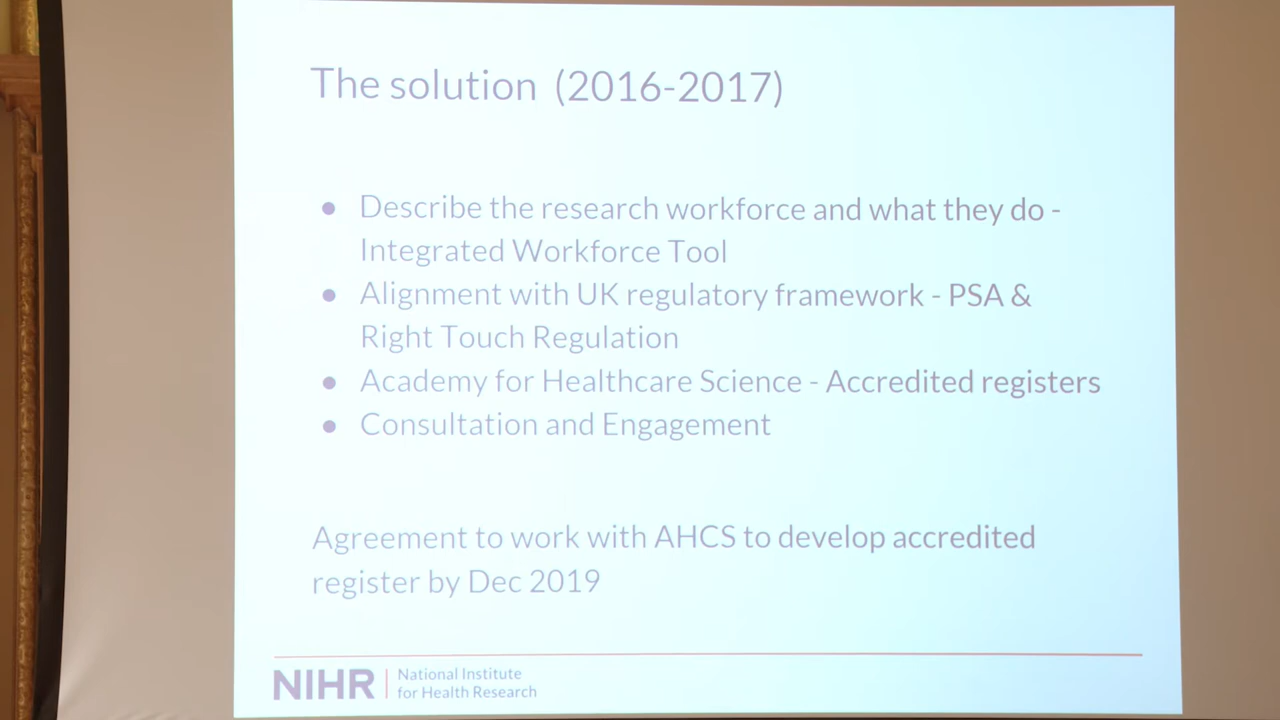 The solution (2016-2017)
● Describe the research workforce and what they do -
Integrated Workforce Tool
● Alignment with UK regulatory framework - PSA &
Right Touch Regulation
● Academy for Healthcare Science - Accredited registers
● Consultation and Engagement
Agreement to work with AHCS to develop accredited
register by Dec 2019
NIHR | National Institute
for Health Research